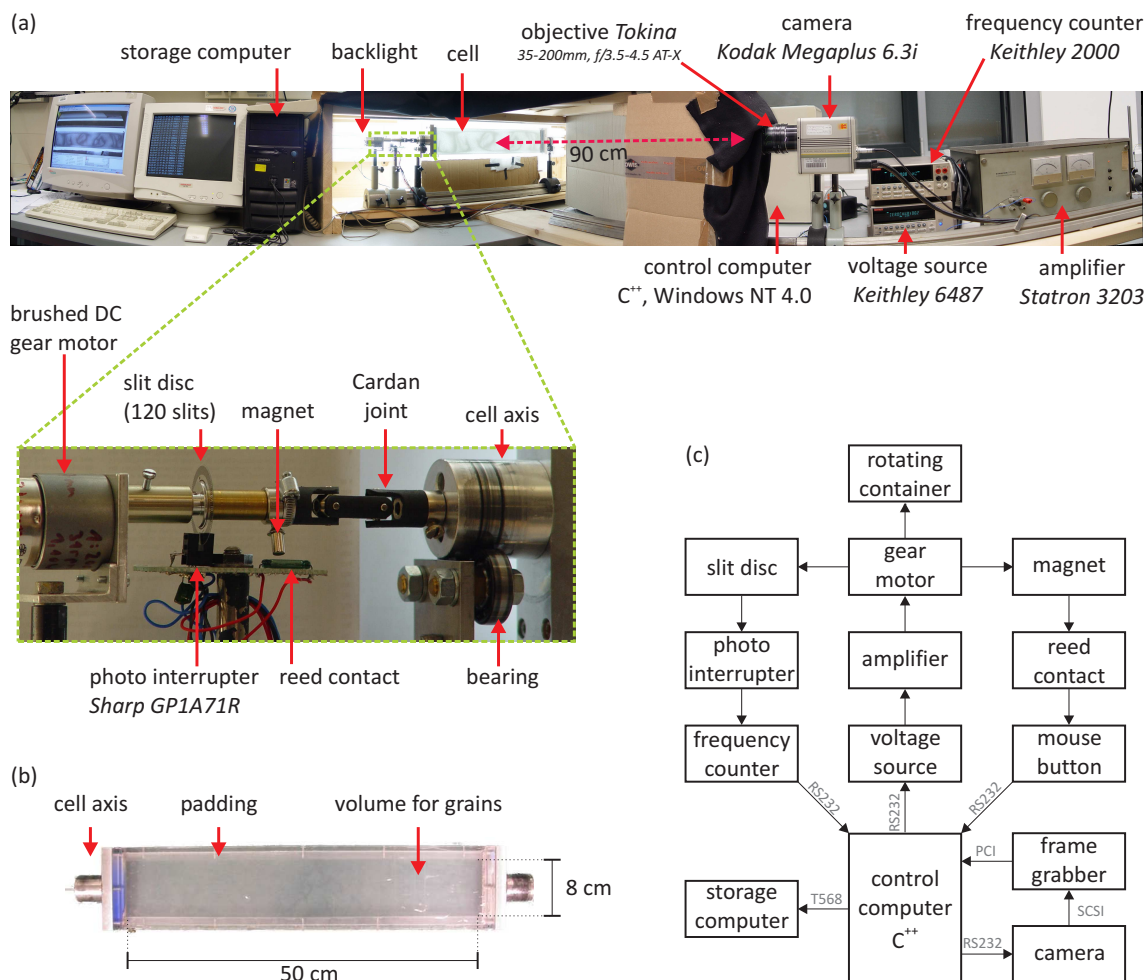 (a)
storage computer
backlight
cell
objective Tokina
35-200mm, f/3.5-4.5 AT-X
camera
Kodak Megaplus 6.3i
frequency counter
Keithley 2000
90 cm
control computer
C⁺⁺, Windows NT 4.0
voltage source
Keithley 6487
amplifier
Statron 3203
brushed DC
gear motor
slit disc
(120 slits)
magnet
Cardan
joint
cell axis
photo interrupter
Sharp GP1A71R
reed contact
bearing
(b)
cell axis
padding
volume for grains
8 cm
50 cm
(c)
rotating
container
slit disc
gear
motor
magnet
photo
interrupter
amplifier
reed
contact
frequency
counter
voltage
source
mouse
button
RS232
RS232
RS232
control
computer
C⁺⁺
PCI
frame
grabber
SCSI
storage
computer
T568
RS232
camera